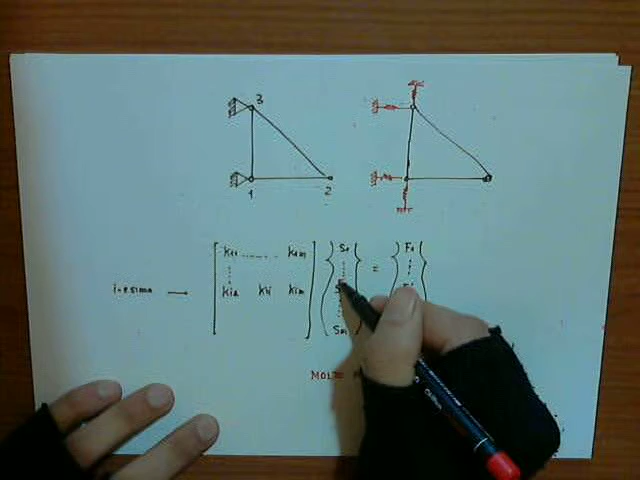 3
1 2
K11 ....... K1n S1 F1
i-esima → Ki1 Kii Kin = 
Sn
MOLTO